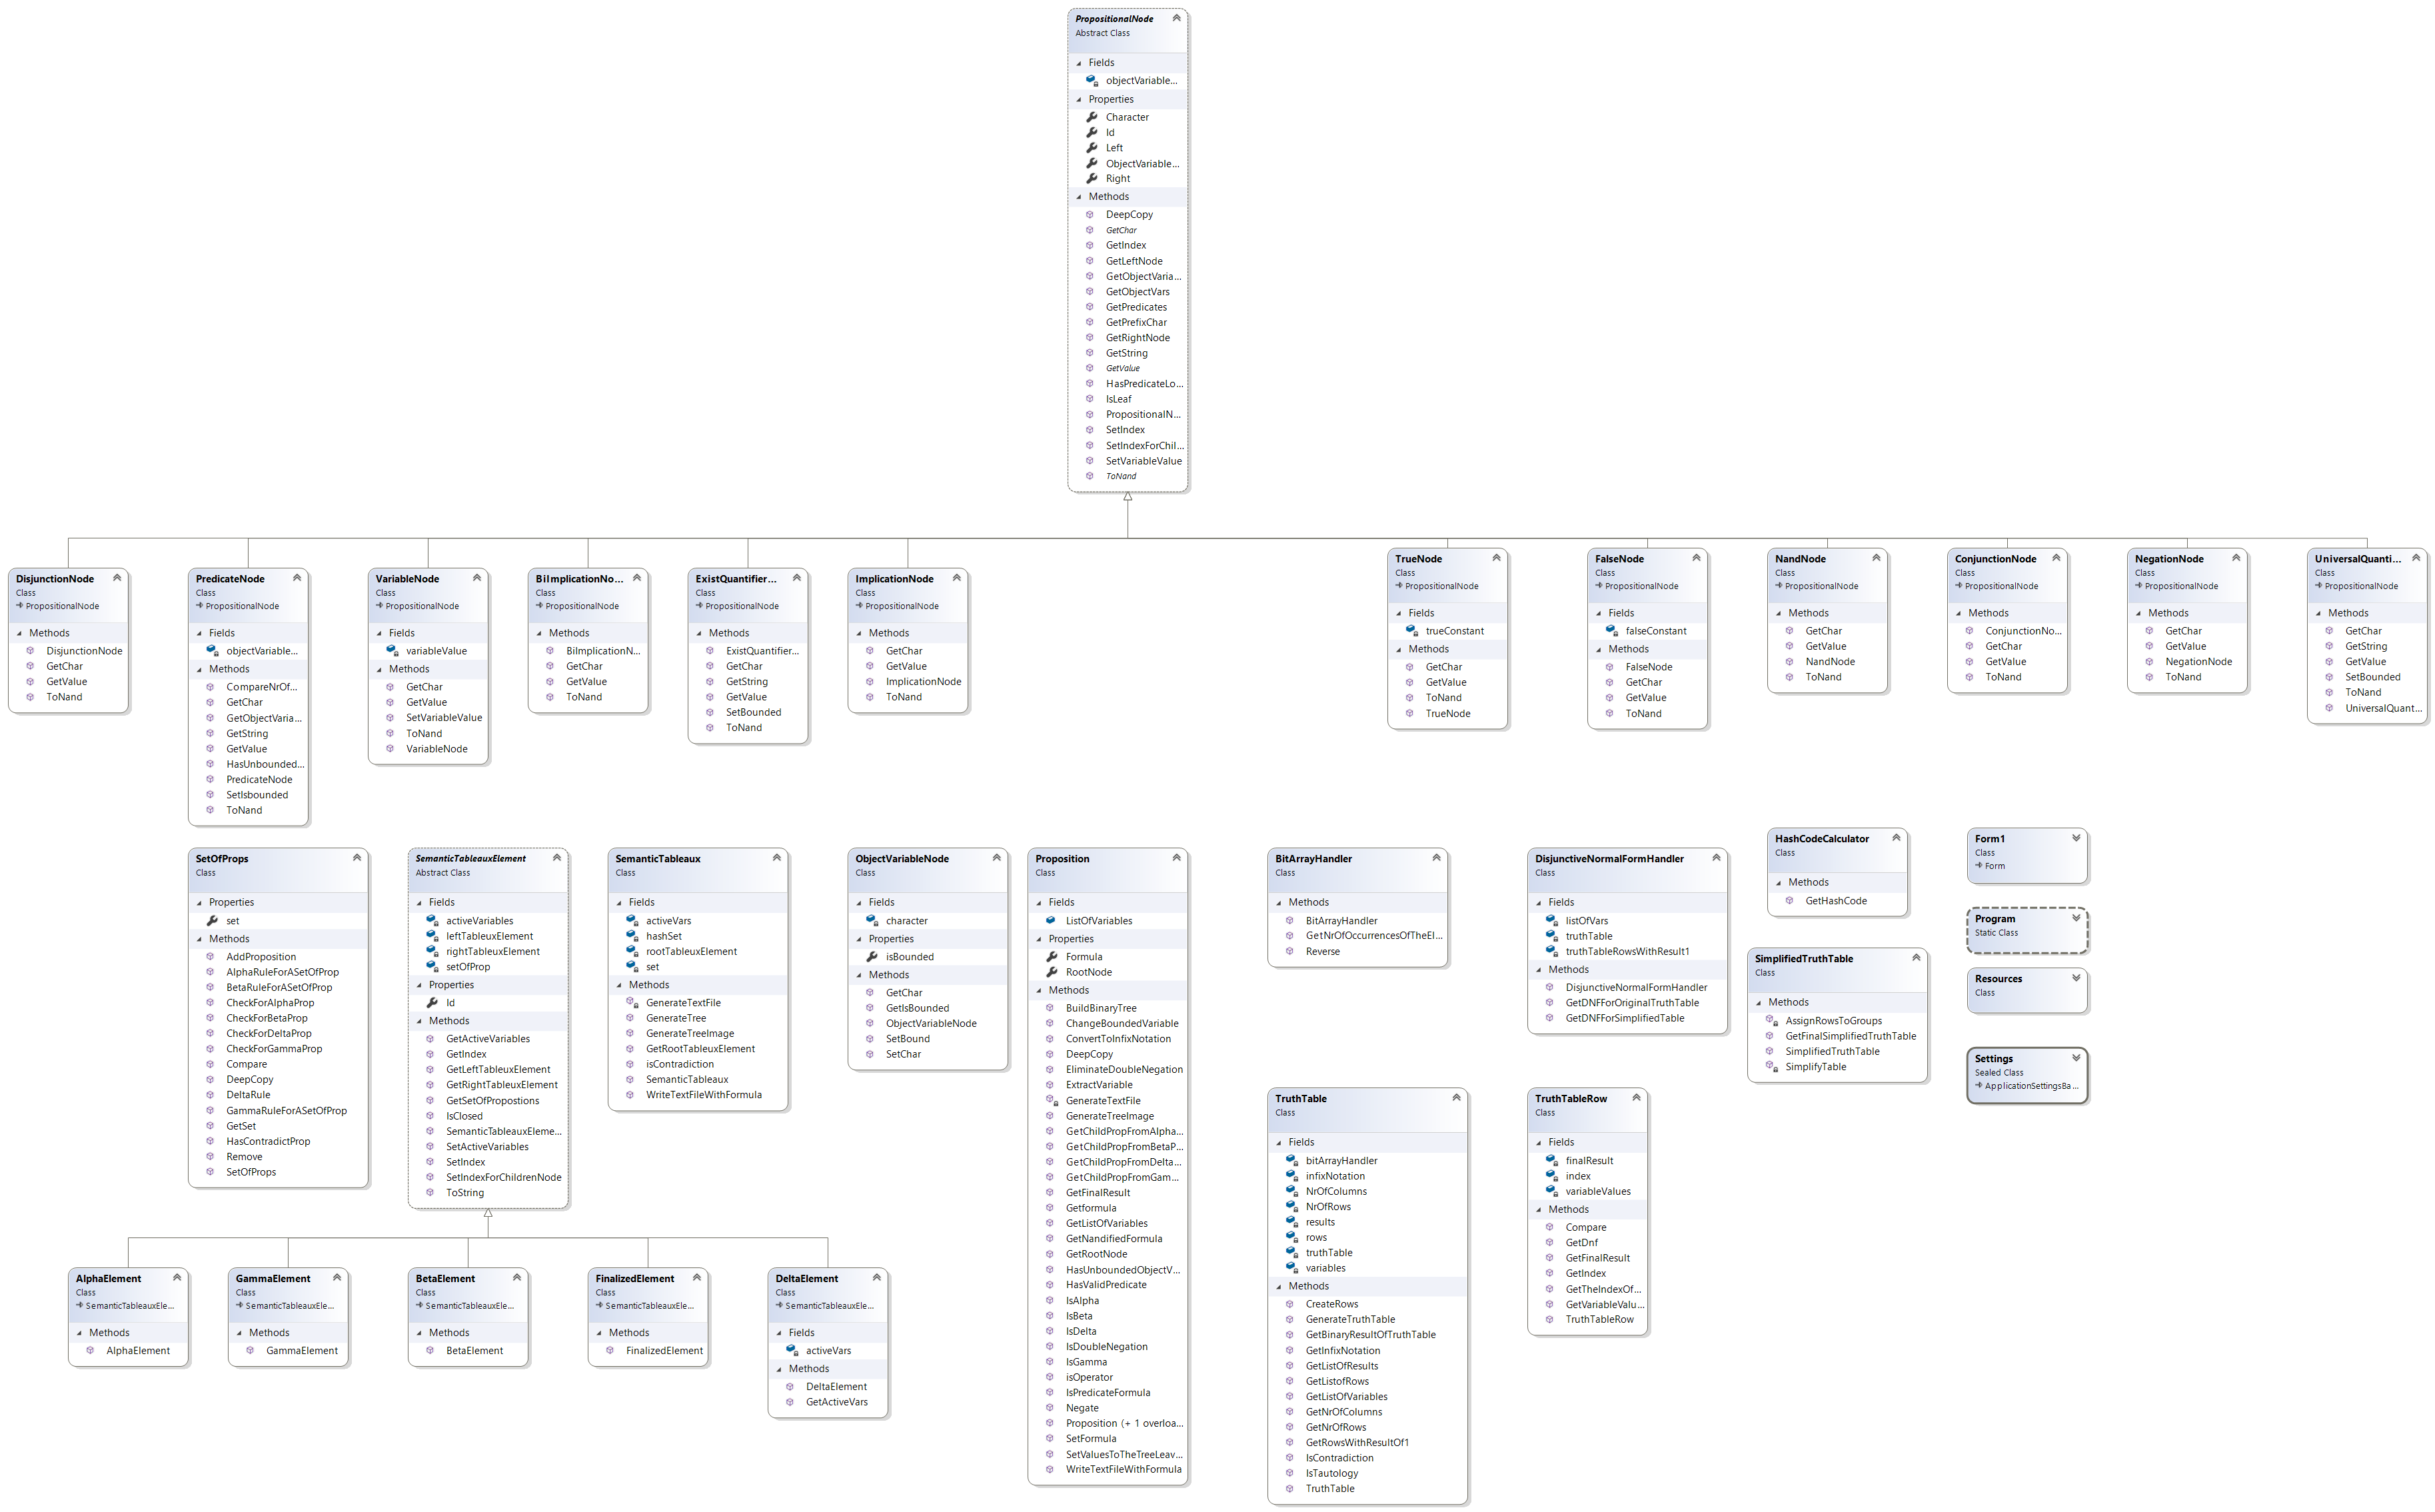 PropositionalNode
Abstract Class
Fields
objectVariable...
Properties
Character
Id
Left
ObjectVariable...
Right
Methods
DeepCopy
GetChar
GetIndex
GetLeftNode
GetObjectVaria...
GetObjectVars
GetPredicates
GetPrefixChar
GetRightNode
GetString
GetValue
HasPredicateLo...
IsLeaf
PropositionalN...
SetIndex
SetIndexForChil...
SetVariableValue
ToNand
DisjunctionNode
Class
PropositionalNode
Methods
DisjunctionNode
GetChar
GetValue
ToNand
PredicateNode
Class
PropositionalNode
Fields
objectVariable...
Methods
CompareNrOf...
GetChar
GetObjectVaria...
GetString
GetValue
HasUnbounded...
PredicateNode
SetIsbounded
ToNand
VariableNode
Class
PropositionalNode
Fields
variableValue
Methods
GetChar
GetValue
SetVariableValue
ToNand
VariableNode
BiImplicationNo...
Class
PropositionalNode
Methods
BiImplicationN...
GetChar
GetValue
ToNand
ExistQuantifier...
Class
PropositionalNode
Methods
ExistQuantifier...
GetChar
GetString
GetValue
SetBounded
ToNand
ImplicationNode
Class
PropositionalNode
Methods
GetChar
GetValue
ImplicationNode
ToNand
TrueNode
Class
PropositionalNode
Fields
trueConstant
Methods
GetChar
GetValue
ToNand
TrueNode
FalseNode
Class
PropositionalNode
Fields
falseConstant
Methods
FalseNode
GetChar
GetValue
ToNand
NandNode
Class
PropositionalNode
Methods
GetChar
GetValue
NandNode
ToNand
ConjunctionNode
Class
PropositionalNode
Methods
ConjunctionNo...
GetChar
GetValue
ToNand
NegationNode
Class
PropositionalNode
Methods
GetChar
GetValue
NegationNode
ToNand
UniversalQuanti...
Class
PropositionalNode
Methods
GetChar
GetString
GetValue
SetBounded
ToNand
UniversalQuant...
SetOfProps
Class
Properties
set
Methods
AddProposition
AlphaRuleForASetOfProp
BetaRuleForASetOfProp
CheckForAlphaProp
CheckForBetaProp
CheckForDeltaProp
CheckForGammaProp
Compare
DeepCopy
DeltaRule
GammaRuleForASetOfProp
GetSet
HasContradictProp
Remove
SetOfProps
SemanticTableauxElement
Abstract Class
Fields
activeVariables
leftTableuxElement
rightTableuxElement
setOfProp
Properties
Id
Methods
GetActiveVariables
GetIndex
GetLeftTableuxElement
GetRightTableuxElement
GetSetOfPropostions
IsClosed
SemanticTableauxEleme...
SetActiveVariables
SetIndex
SetIndexForChildrenNode
ToString
SemanticTableaux
Class
Fields
activeVars
hashSet
rootTableuxElement
set
Methods
GenerateTextFile
GenerateTree
GenerateTreeImage
GetRootTableuxElement
isContradiction
SemanticTableaux
WriteTextFileWithFormula
ObjectVariableNode
Class
Fields
character
Properties
isBounded
Methods
GetChar
GetIsBounded
ObjectVariableNode
SetBound
SetChar
Proposition
Class
Fields
ListOfVariables
Properties
Formula
RootNode
Methods
BuildBinaryTree
ChangeBoundedVariable
ConvertToInfixNotation
DeepCopy
EliminateDoubleNegation
ExtractVariable
GenerateTextFile
GenerateTreeImage
GetChildPropFromAlpha...
GetChildPropFromBetaP...
GetChildPropFromDelta...
GetChildPropFromGam...
GetFinalResult
Getformula
GetListOfVariables
GetNandifiedFormula
GetRootNode
HasUnboundedObjectV...
HasValidPredicate
IsAlpha
IsBeta
IsDelta
IsDoubleNegation
IsGamma
isOperator
IsPredicateFormula
Negate
Proposition (+ 1 overloa...
SetFormula
SetValuesToTheTreeLeav...
WriteTextFileWithFormula
BitArrayHandler
Class
Methods
BitArrayHandler
GetNrOfOccurrencesOfTheEl...
Reverse
DisjunctiveNormalFormHandler
Class
Fields
listOfVars
truthTable
truthTableRowsWithResult1
Methods
DisjunctiveNormalFormHandler
GetDNFForOriginalTruthTable
GetDNFForSimplifiedTable
HashCodeCalculator
Class
Methods
GetHashCode
SimplifiedTruthTable
Class
Methods
AssignRowsToGroups
GetFinalSimplifiedTruthTable
SimplifiedTruthTable
SimplifyTable
Form1
Class
Form
Program
Static Class
Resources
Class
Settings
Sealed Class
ApplicationSettingsBa...
TruthTable
Class
Fields
bitArrayHandler
infixNotation
NrOfColumns
NrOfRows
results
rows
truthTable
variables
Methods
CreateRows
GenerateTruthTable
GetBinaryResultOfTruthTable
GetInfixNotation
GetListOfResults
GetListofRows
GetListOfVariables
GetNrOfColumns
GetNrOfRows
GetRowsWithResultOf1
IsContradiction
IsTautology
TruthTable
TruthTableRow
Class
Fields
finalResult
index
variableValues
Methods
Compare
GetDnf
GetFinalResult
GetIndex
GetTheIndexOf...
GetVariableValu...
TruthTableRow
AlphaElement
Class
SemanticTableauxEle...
Methods
AlphaElement
GammaElement
Class
SemanticTableauxEle...
Methods
GammaElement
BetaElement
Class
SemanticTableauxEle...
Methods
BetaElement
FinalizedElement
Class
SemanticTableauxEle...
Methods
FinalizedElement
DeltaElement
Class
SemanticTableauxEle...
Fields
activeVars
Methods
DeltaElement
GetActiveVars